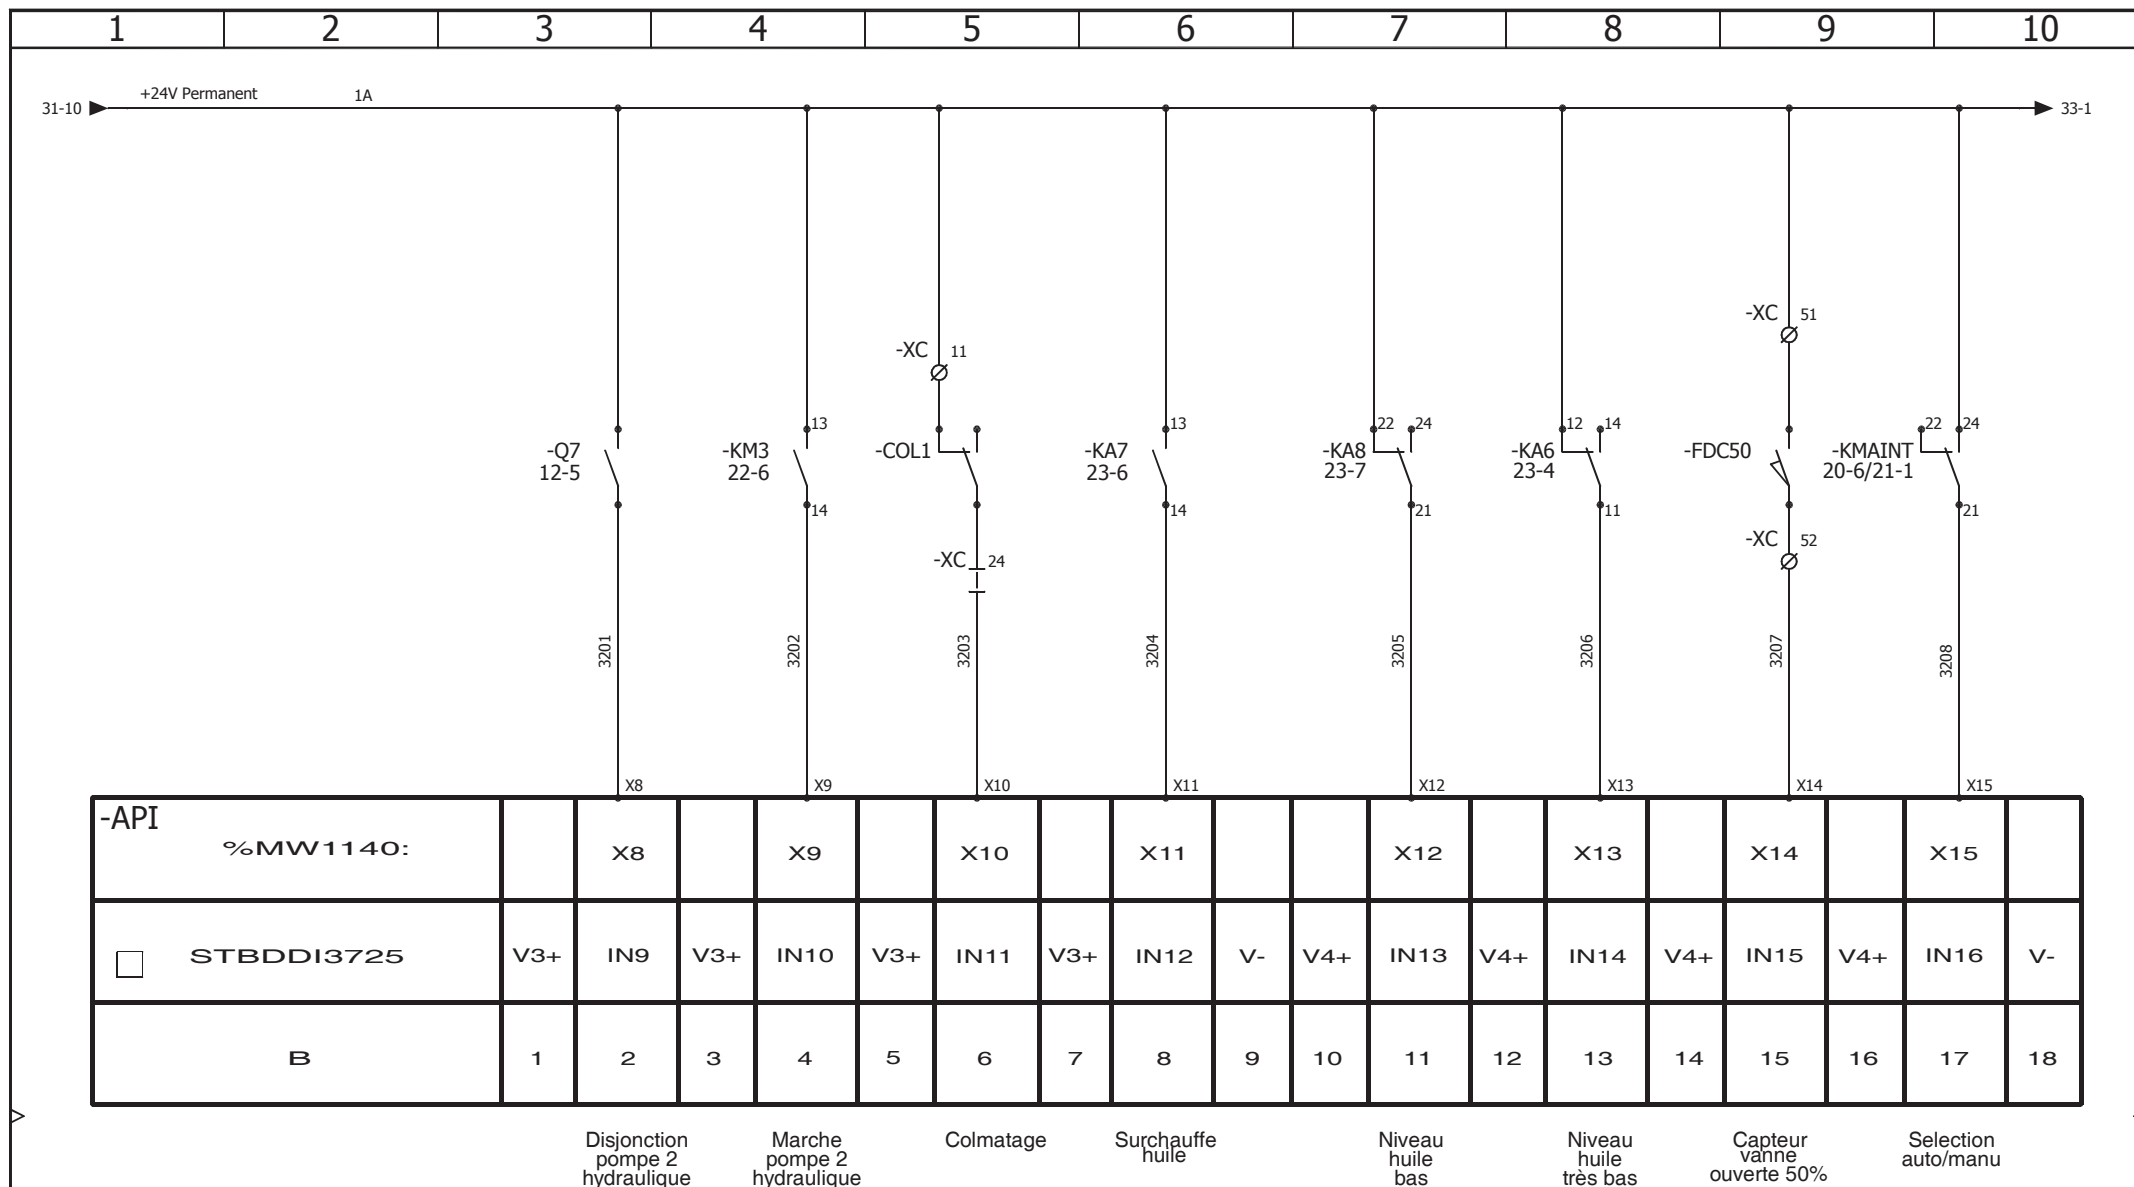 1 2 3 4 5 6 7 8 9 10
31-10 +24V Permanent 1A 33-1
-XC 51
-XC 11
13 13 22 24 12 14 22 24
-Q7 -KM3 -COL1 -KA7 -KA8 -KA6 -FDC50 -KMAINT
12-5 22-6 23-6 23-7 23-4 20-6/21-1
14 14 21 11 21
-XC 52
-XC 24
3201 3202 3203 3204 3205 3206 3207 3208
X8 X9 X10 X11 X12 X13 X14 X15
-API
%MW1140: X8 X9 X10 X11 X12 X13 X14 X15
STBDDI3725 V3+ IN9 V3+ IN10 V3+ IN11 V3+ IN12 V- V4+ IN13 V4+ IN14 V4+ IN15 V4+ IN16 V-
B 1 2 3 4 5 6 7 8 9 10 11 12 13 14 15 16 17 18
Disjonction
pompe 2
hydraulique
Marche
pompe 2
hydraulique
Colmatage
Surchauffe
huile
Niveau
huile
bas
Niveau
huile
très bas
Capteur
vanne
ouverte 50%
Selection
auto/manu